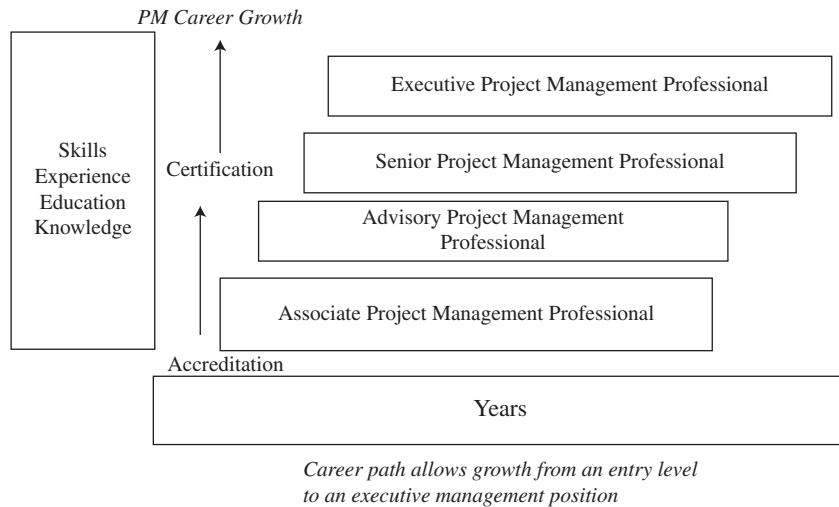 PM Career Growth
Executive Project Management Professional
Skills
Experience
Education
Knowledge
Certification
Senior Project Management Professional
Advisory Project Management
Professional
Associate Project Management Professional
Accreditation
Years
Career path allows growth from an entry level
to an executive management position